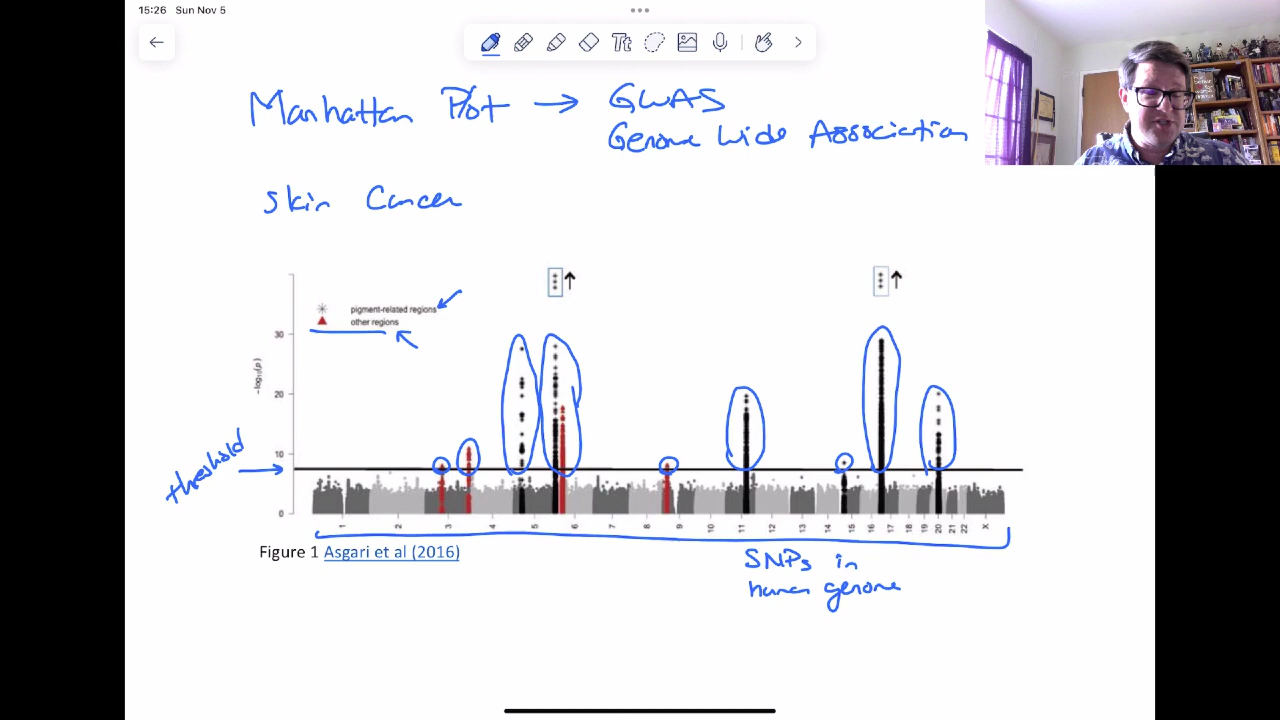 15:26 Sun Nov 5
Tt
Manhattan Plot → GWAS
Genome Wide Association
Skin Cancer
pigment-related regions
other regions
30
20
10
0
-log₁₀(p)
threshold
1 2 3 4 5 6 7 8 9 10 11 12 13 14 15 16 17 18 19 20 21 22 X
Figure 1 Asgari et al (2016)
SNPs in
human genome